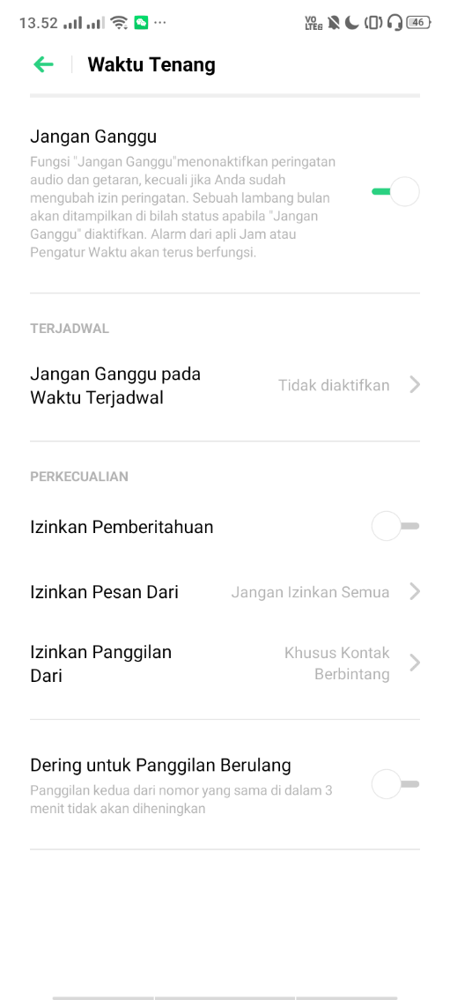 13.52
VO
LTE2
46
Waktu Tenang
Jangan Ganggu
Fungsi "Jangan Ganggu"menonaktifkan peringatan
audio dan getaran, kecuali jika Anda sudah
mengubah izin peringatan. Sebuah lambang bulan
akan ditampilkan di bilah status apabila "Jangan
Ganggu" diaktifkan. Alarm dari apli Jam atau
Pengatur Waktu akan terus berfungsi.
TERJADWAL
Jangan Ganggu pada
Waktu Terjadwal
Tidak diaktifkan
PERKECUALIAN
Izinkan Pemberitahuan
Izinkan Pesan Dari
Jangan Izinkan Semua
Izinkan Panggilan
Dari
Khusus Kontak
Berbintang
Dering untuk Panggilan Berulang
Panggilan kedua dari nomor yang sama di dalam 3
menit tidak akan diheningkan